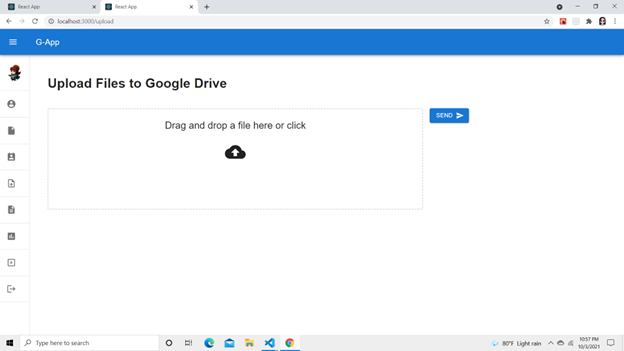 React App
React App
localhost:3000/upload
G-App
Upload Files to Google Drive
Drag and drop a file here or click
SEND
Type here to search
80°F Light rain
10:57 PM
10/3/2021